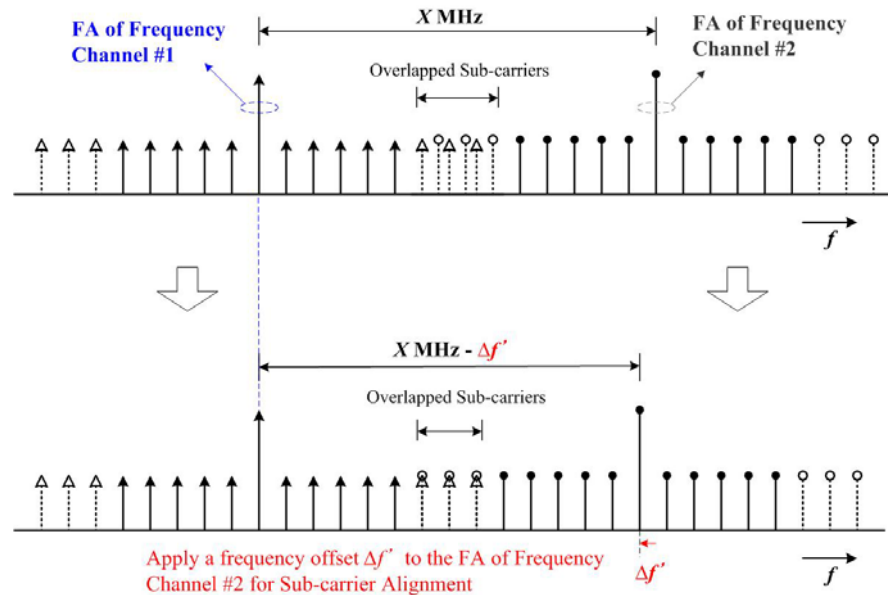 FA of Frequency
Channel #1
X MHz
FA of Frequency
Channel #2
Overlapped Sub-carriers
f
X MHz - Δf'
Overlapped Sub-carriers
Apply a frequency offset Δf' to the FA of Frequency
Channel #2 for Sub-carrier Alignment
Δf'
f